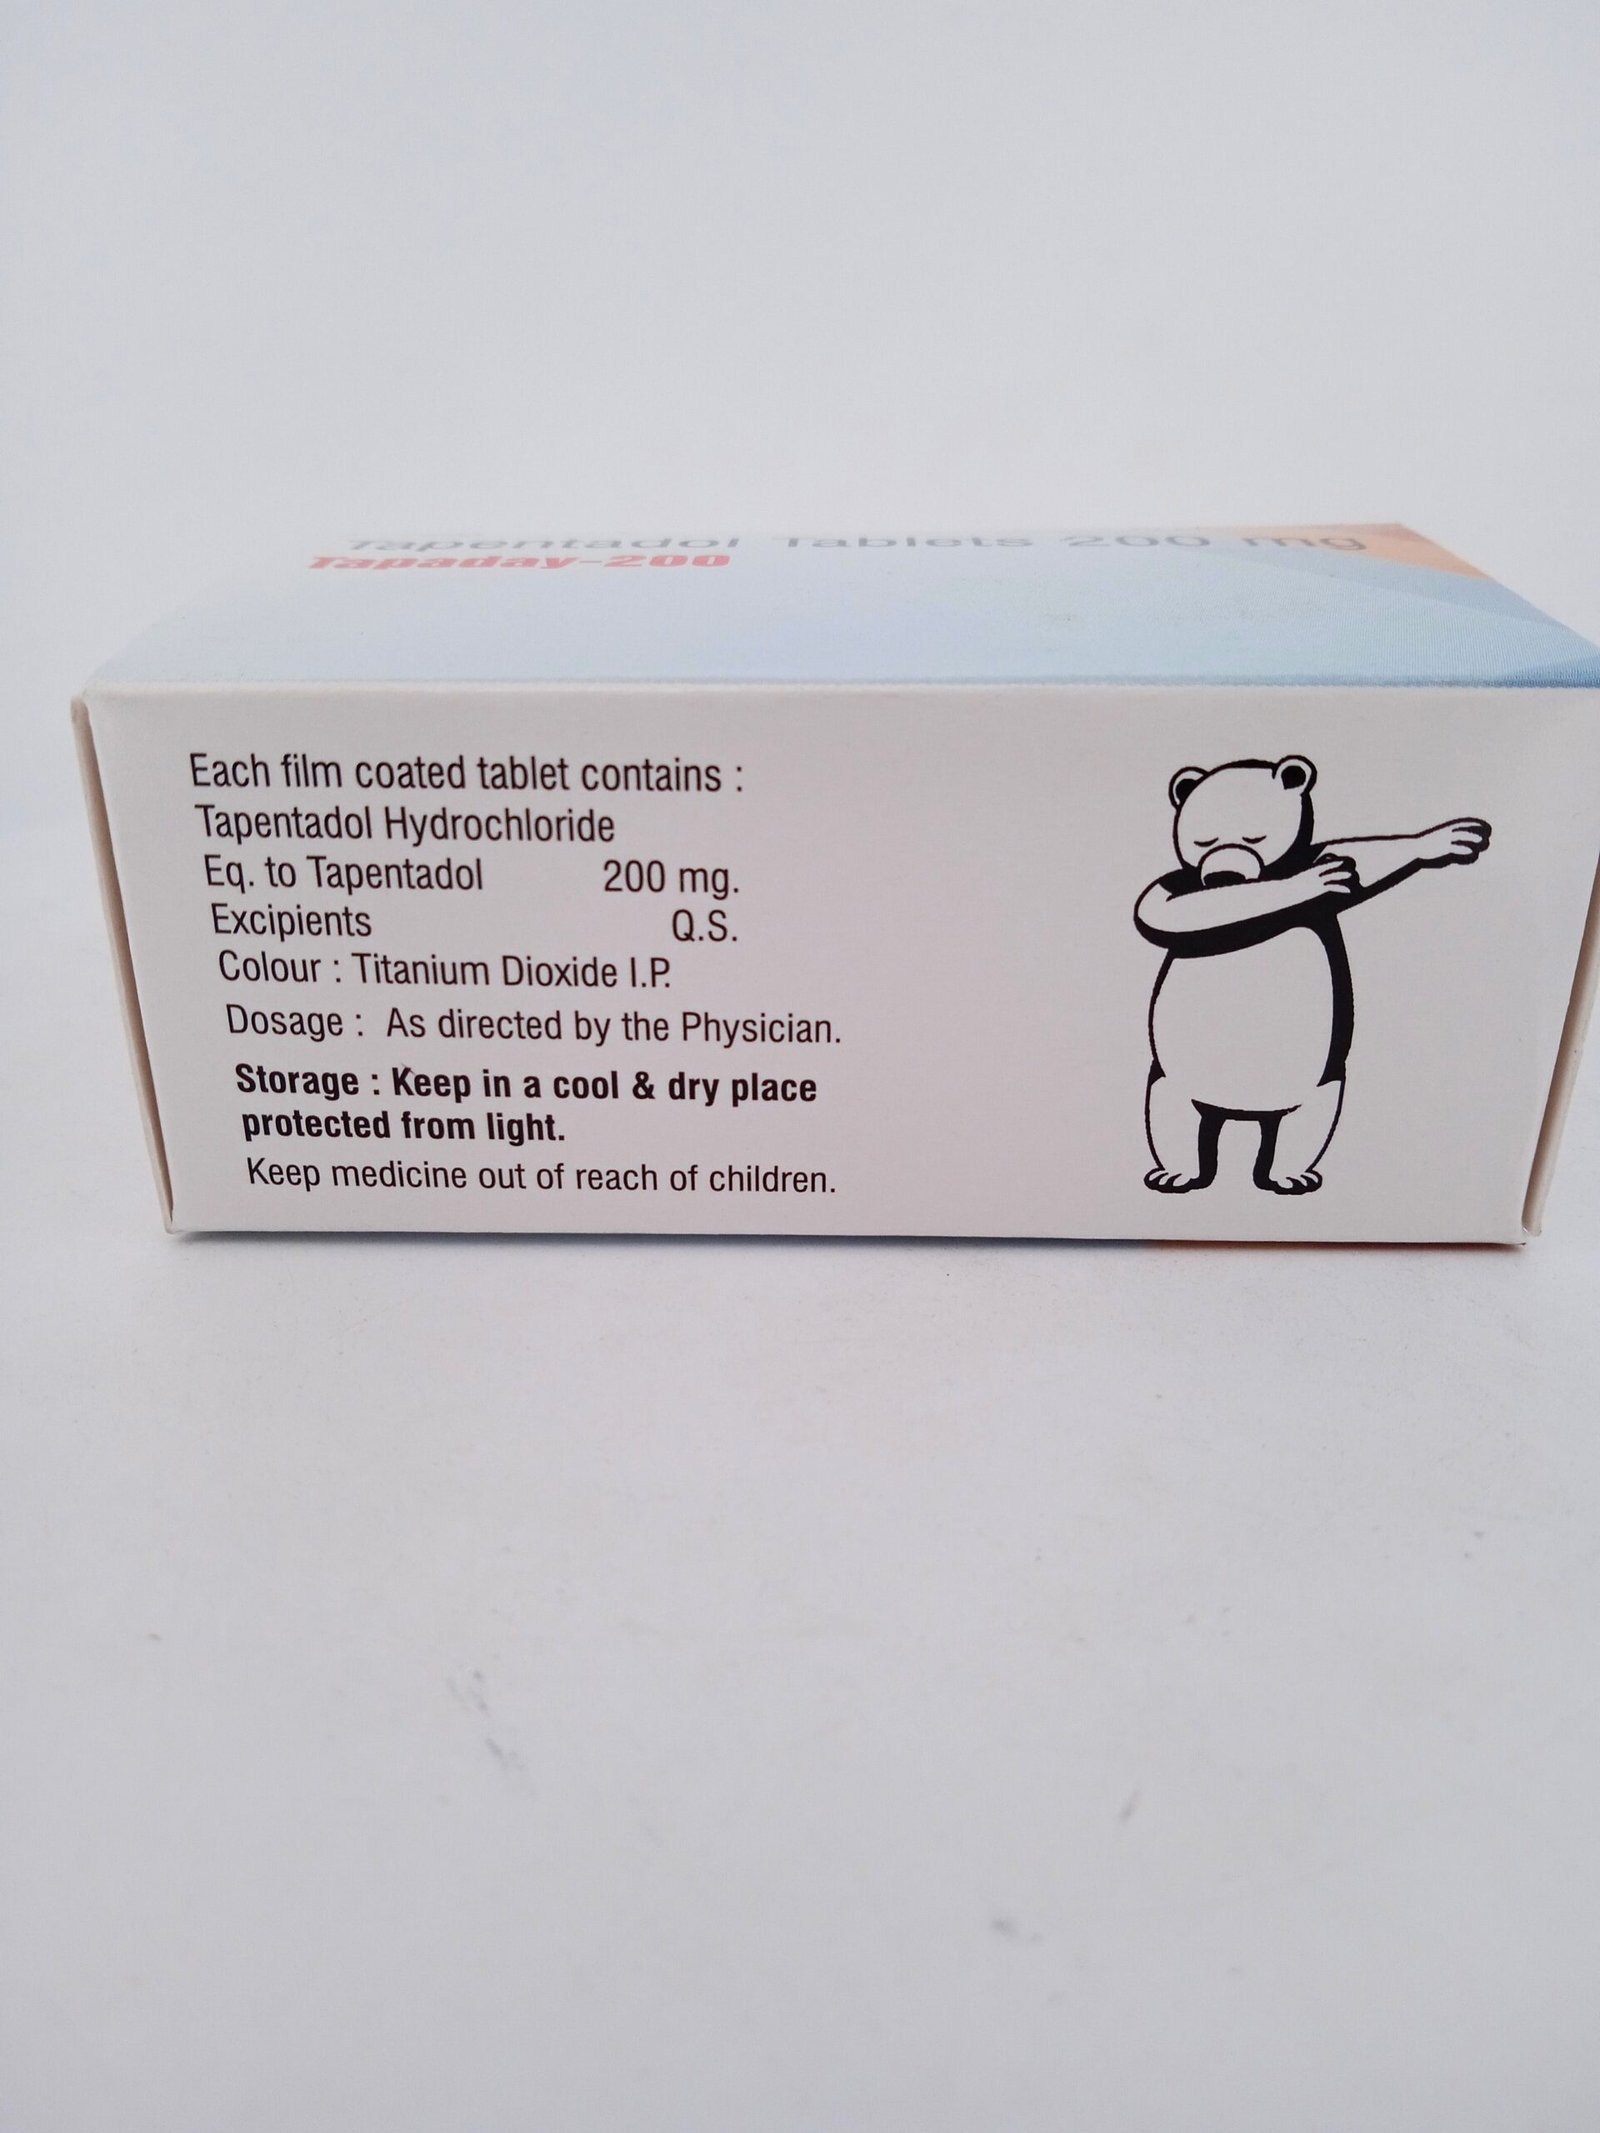 Tapentadol Tablets 200 mg
Tapaday-200
Each film coated tablet contains :
Tapentadol Hydrochloride
Eq. to Tapentadol 200 mg.
Excipients Q.S.
Colour : Titanium Dioxide I.P.
Dosage : As directed by the Physician.
Storage : Keep in a cool & dry place
protected from light.
Keep medicine out of reach of children.